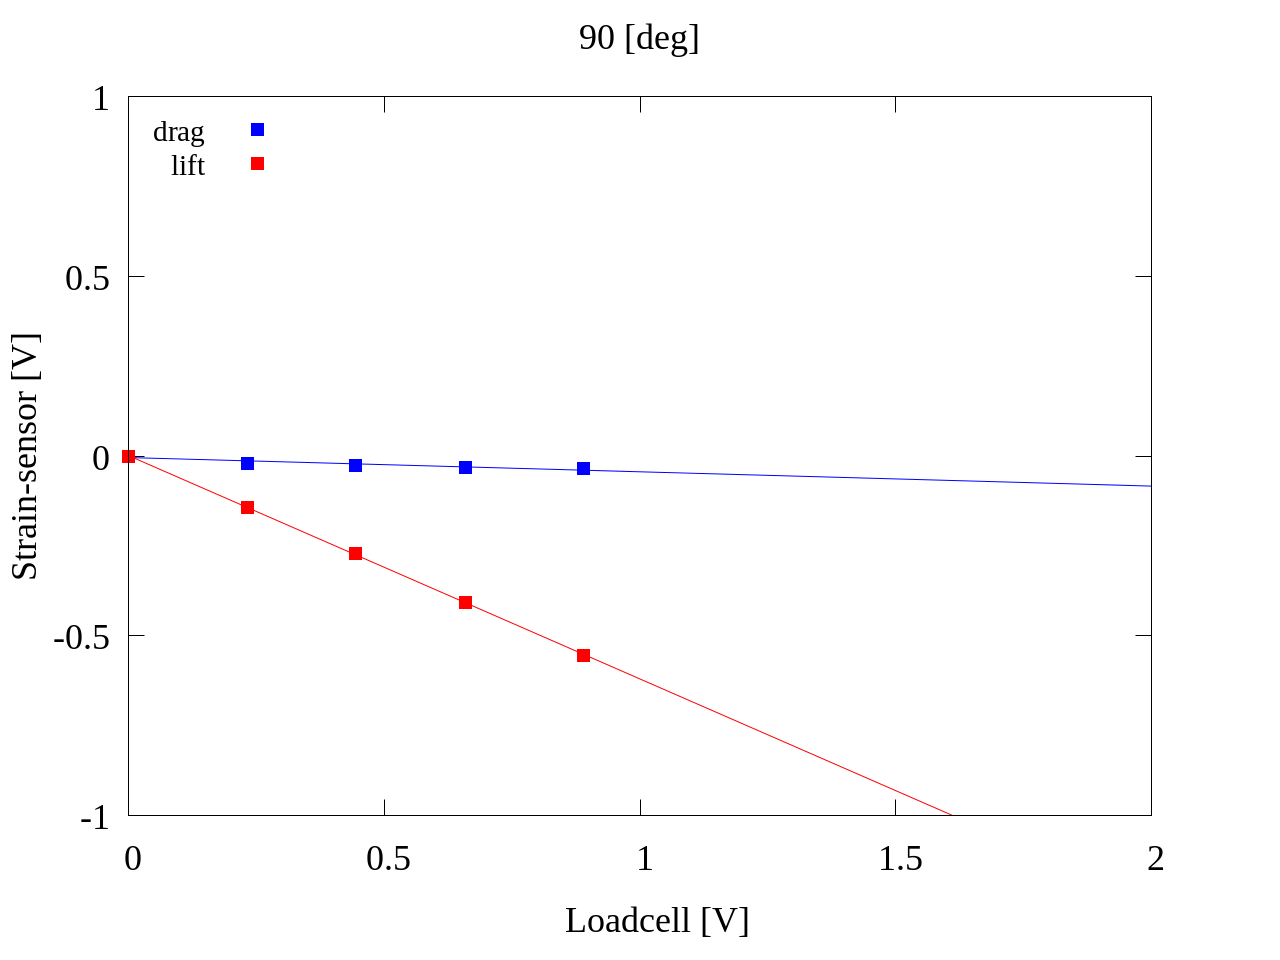 90 [deg]
1
drag
lift
0.5
0
-0.5
-1
Strain-sensor [V]
0 0.5 1 1.5 2
Loadcell [V]